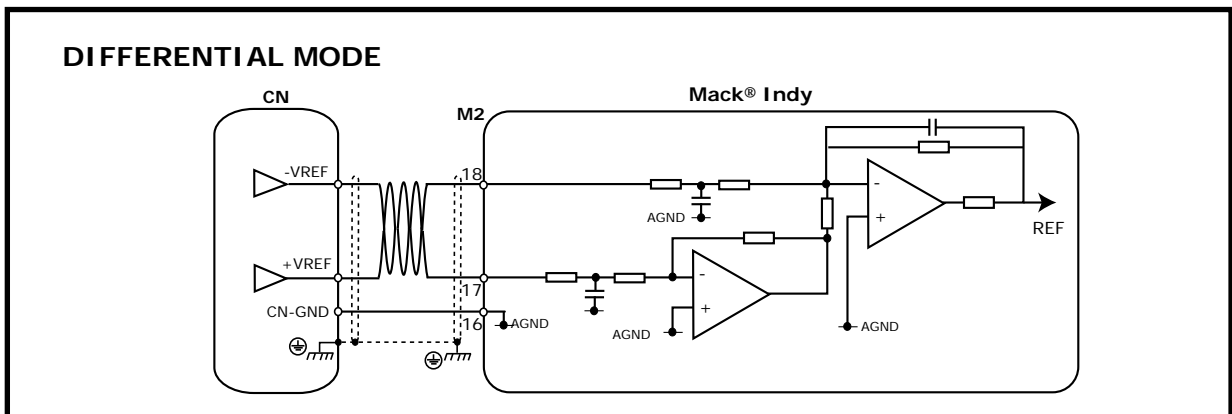 DIFFERENTIAL MODE
CN
M2
Mack® Indy
-VREF
18
-
+
AGND
REF
+VREF
17
-
+
CN-GND
16
AGND
AGND
AGND